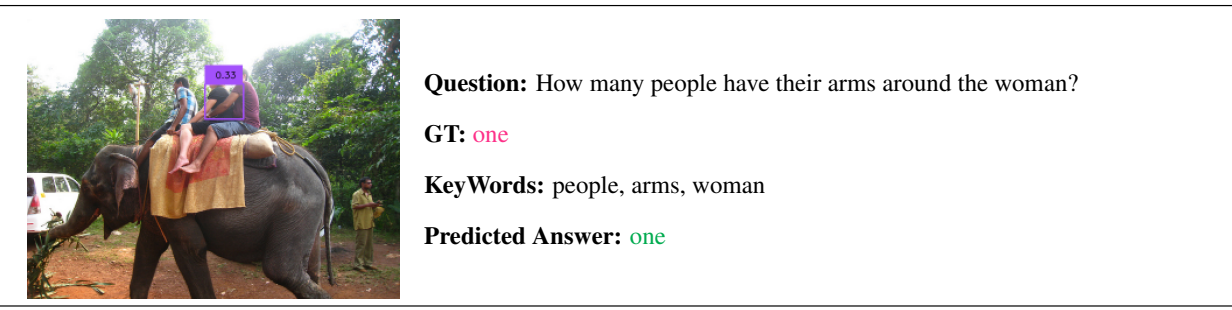 0.33
Question: How many people have their arms around the woman?
GT: one
KeyWords: people, arms, woman
Predicted Answer: one